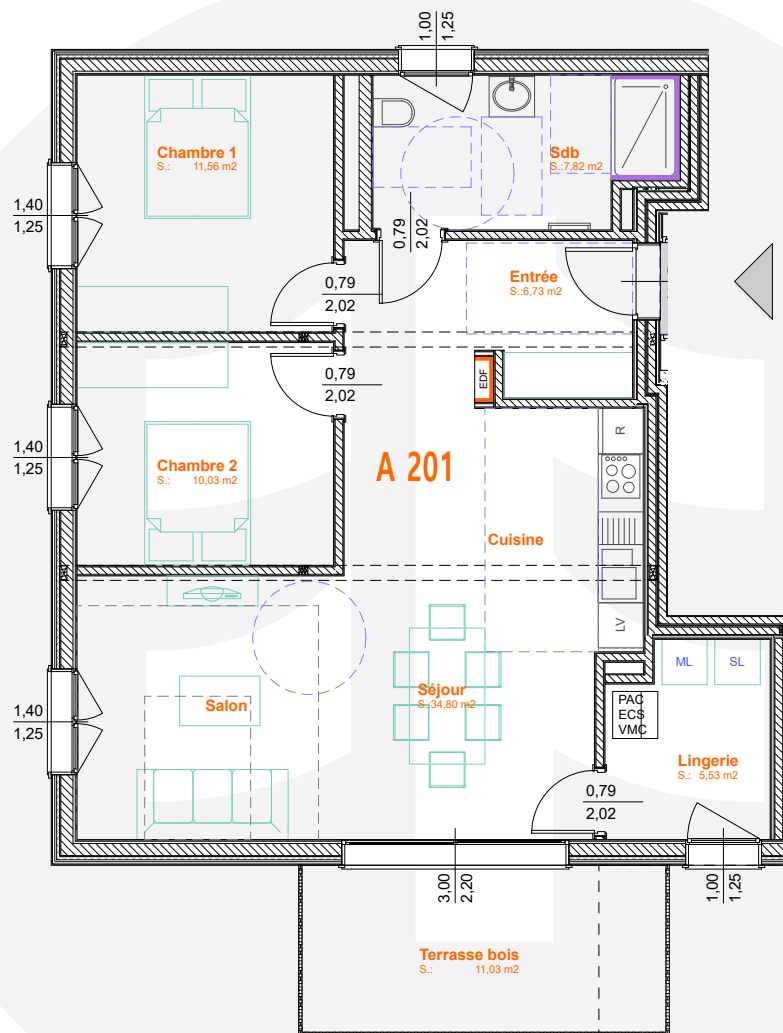 1,00
1,25
Chambre 1
S.: 11,56 m2
Sdb
S.:7,82 m2
1,40
1,25
0,79
2,02
Entrée
S.:6,73 m2
0,79
2,02
0,79
2,02
EDF
R
1,40
1,25
Chambre 2
S.: 10,03 m2
A 201
Cuisine
LV
ML
SL
Séjour
S.:34,80 m2
Salon
1,40
1,25
PAC
ECS
VMC
Lingerie
S.: 5,53 m2
0,79
2,02
3,00
2,20
1,00
1,25
Terrasse bois
S.: 11,03 m2